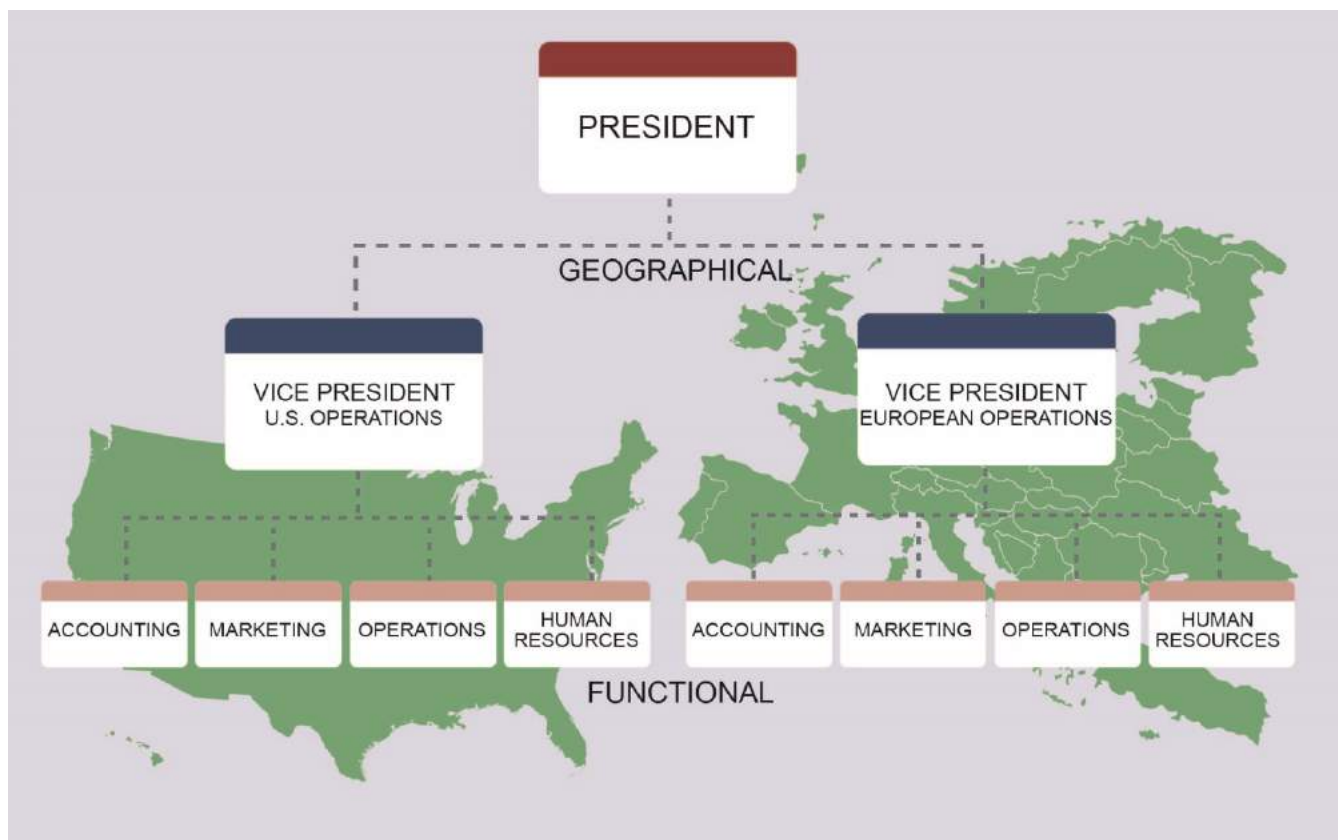 PRESIDENT
GEOGRAPHICAL
VICE PRESIDENT
U.S. OPERATIONS
VICE PRESIDENT
EUROPEAN OPERATIONS
ACCOUNTING
MARKETING
OPERATIONS
HUMAN
RESOURCES
ACCOUNTING
MARKETING
OPERATIONS
HUMAN
RESOURCES
FUNCTIONAL